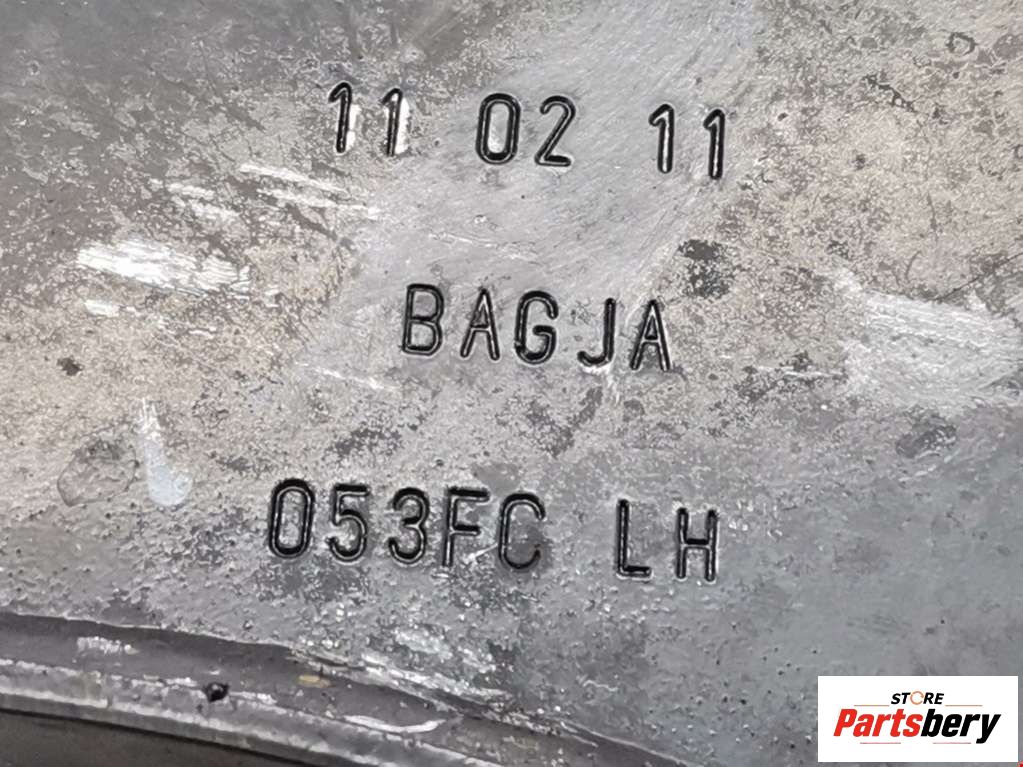 11 02 11
BAGJA
053FC LH
STORE
Partsbery